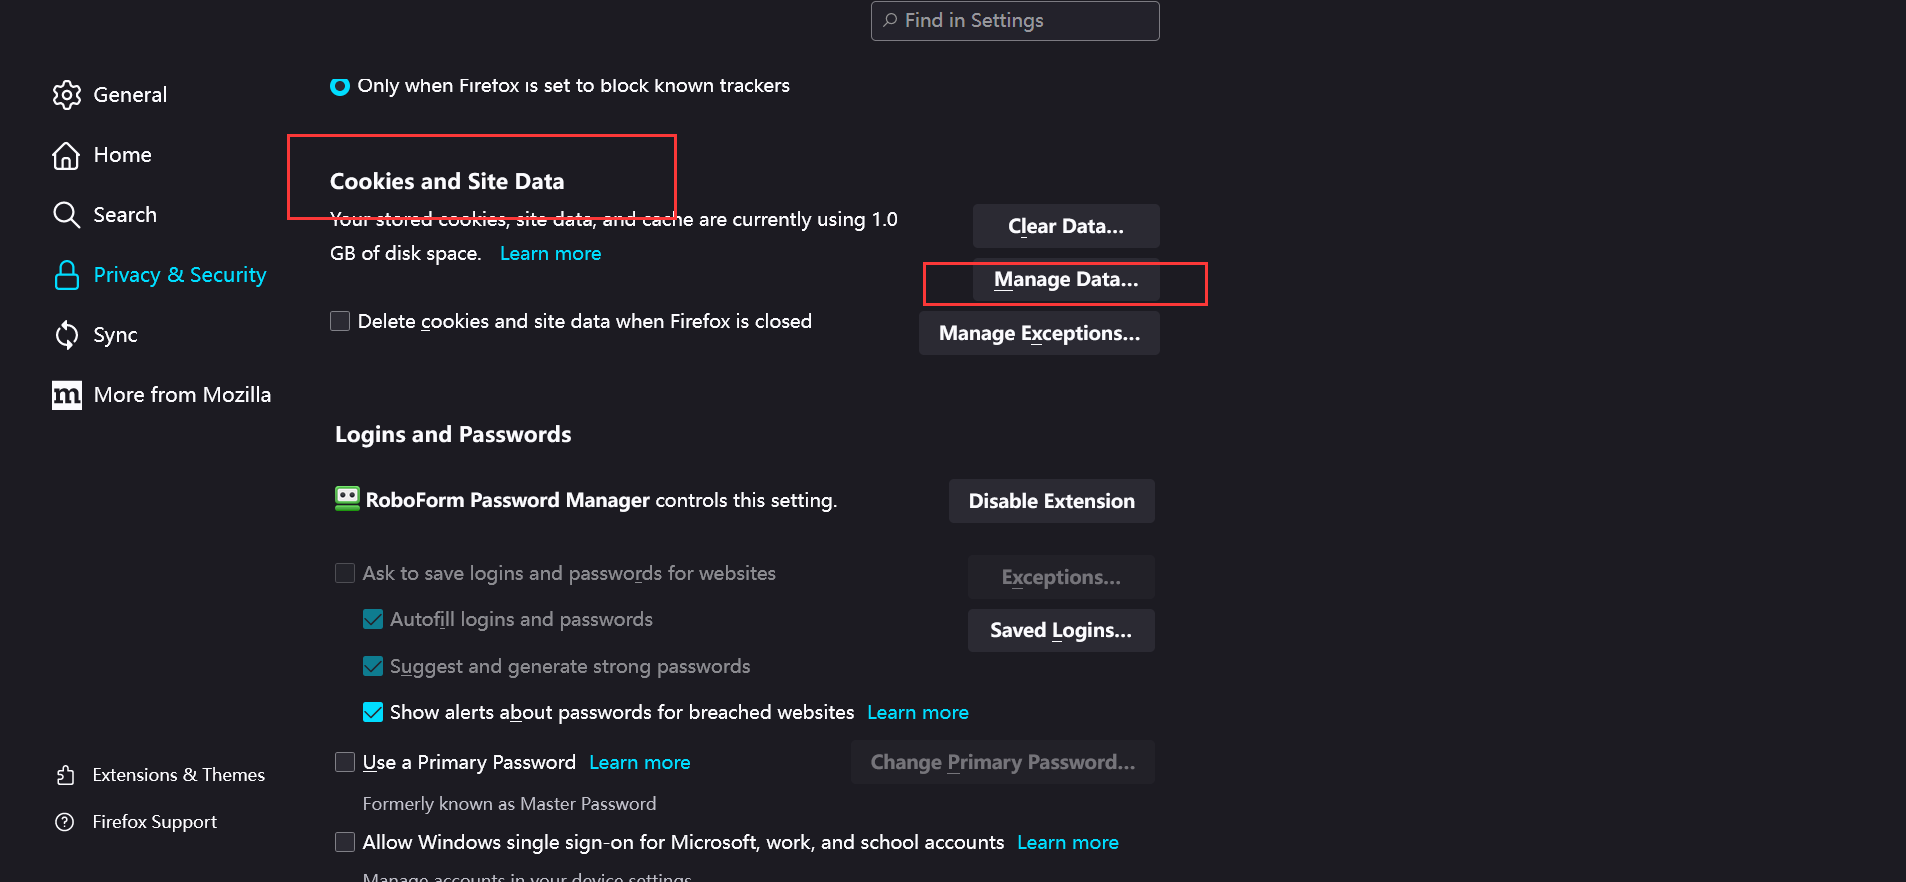 Find in Settings
General
Home
Search
Privacy & Security
Sync
m More from Mozilla
Extensions & Themes
Firefox Support
Only when Firefox is set to block known trackers
Cookies and Site Data
Your stored cookies, site data, and cache are currently using 1.0
GB of disk space. Learn more
Clear Data...
Manage Data...
Delete cookies and site data when Firefox is closed
Manage Exceptions...
Logins and Passwords
RoboForm Password Manager controls this setting.
Disable Extension
Ask to save logins and passwords for websites
Exceptions...
Autofill logins and passwords
Saved Logins...
Suggest and generate strong passwords
Show alerts about passwords for breached websites Learn more
Use a Primary Password Learn more
Change Primary Password...
Formerly known as Master Password
Allow Windows single sign-on for Microsoft, work, and school accounts Learn more
Manage accounts in your device settings